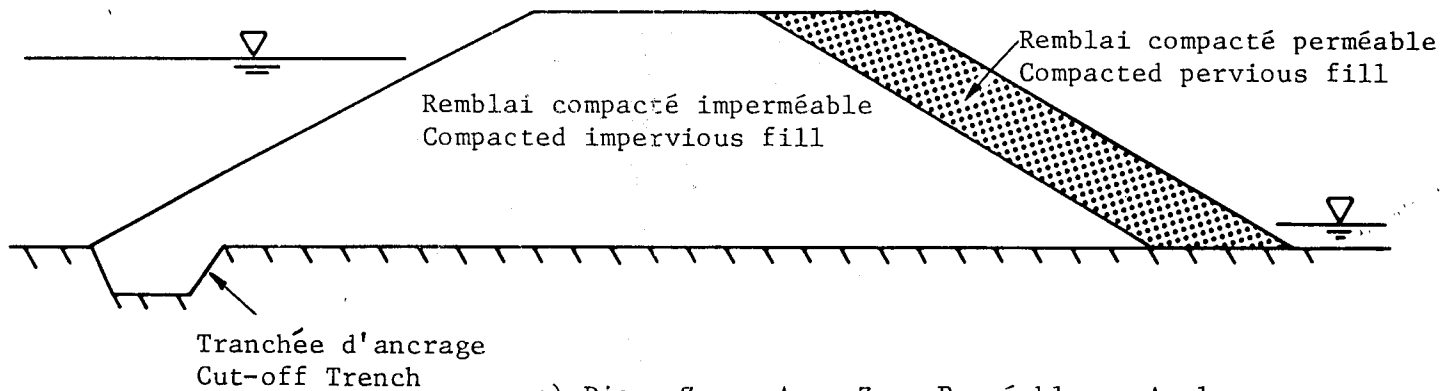 Remblai compacté perméable
Compacted pervious fill
Remblai compacté imperméable
Compacted impervious fill
Tranchée d'ancrage
Cut-off Trench